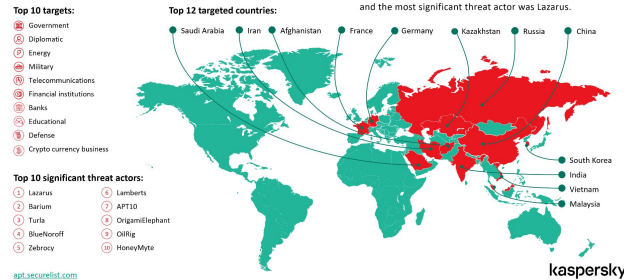 and the most significant threat actor was Lazarus.
Top 10 targets:
Government
Diplomatic
Energy
Military
Telecommunications
Financial institutions
Banks
Educational
Defense
Crypto currency business
Top 12 targeted countries:
Saudi Arabia
Iran
Afghanistan
France
Germany
Kazakhstan
Russia
China
South Korea
India
Vietnam
Malaysia
Top 10 significant threat actors:
1 Lazarus
2 Barium
3 Turla
4 BlueNoroff
5 Zebrocy
6 Lamberts
7 APT10
8 OrigamiElephant
9 OilRig
10 HoneyMyte
apt.securelist.com
kaspersky